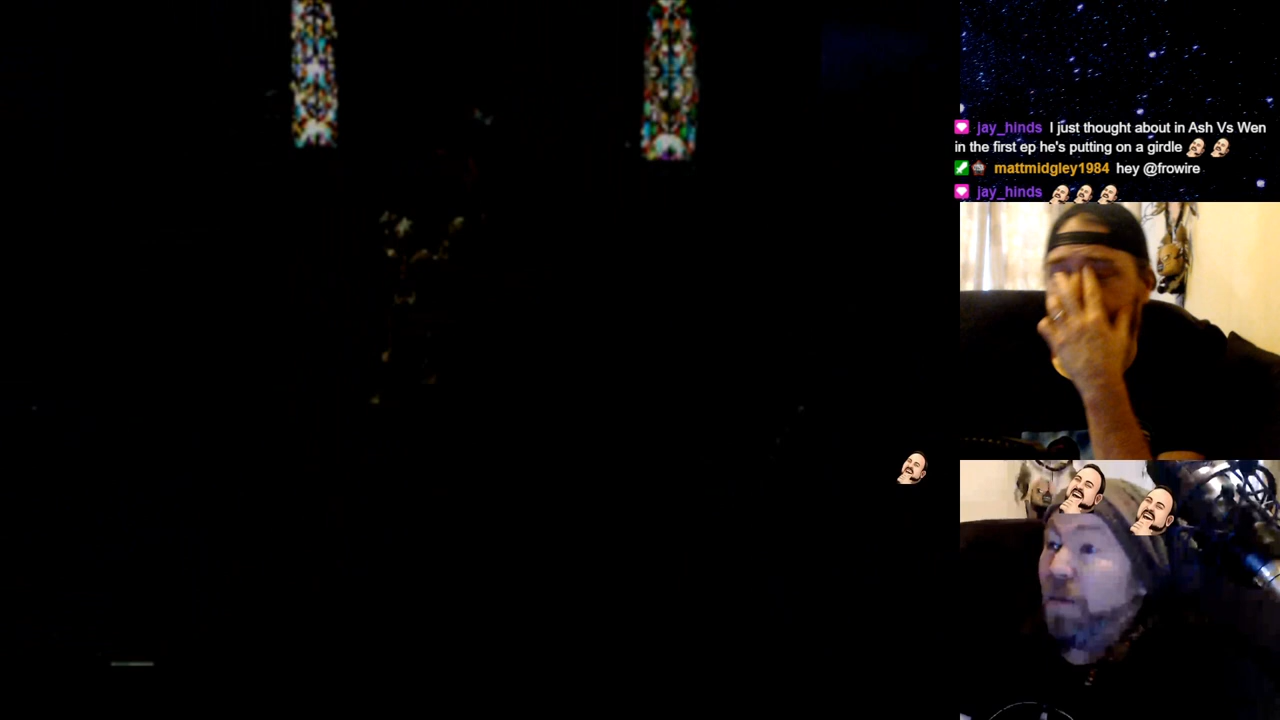 jay_hinds I just thought about in Ash Vs Wen
in the first ep he's putting on a girdle
mattmidgley1984 hey @frowire
jay_hinds